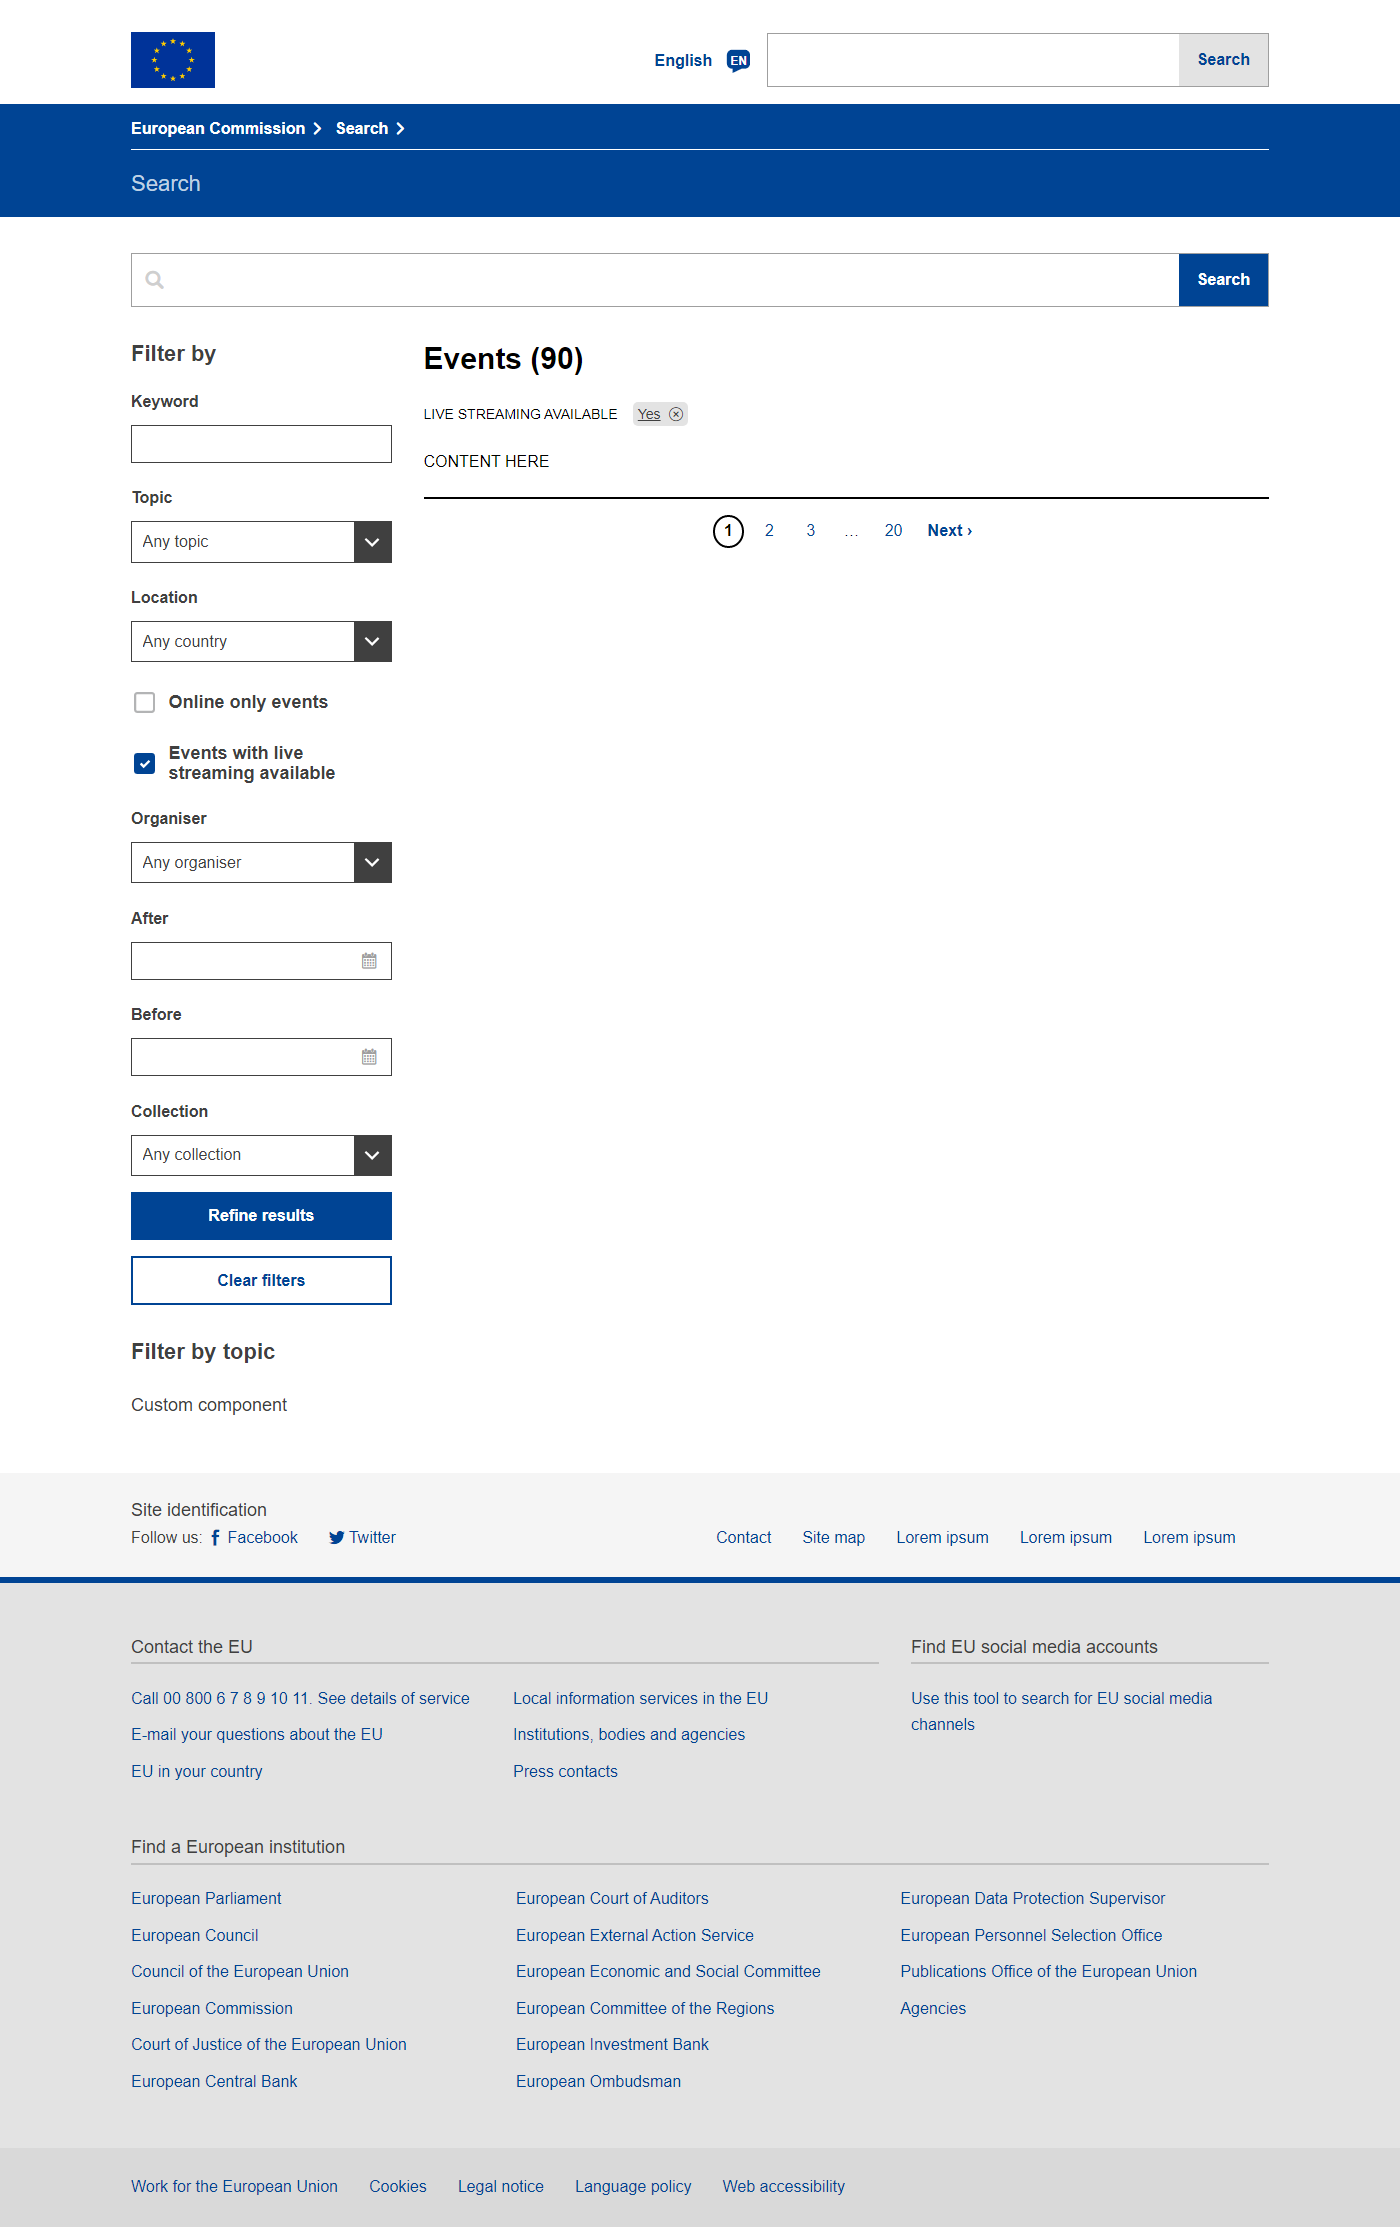 English EN Search
European Commission Search
Search
Search
Filter by
Keyword
Topic
Any topic
Location
Any country
Online only events
Events with live
streaming available
Organiser
Any organiser
After
Before
Collection
Any collection
Refine results
Clear filters
Filter by topic
Custom component
Events (90)
LIVE STREAMING AVAILABLE Yes
CONTENT HERE
1 2 3 ... 20 Next ›
Site identification
Follow us: Facebook Twitter
Contact Site map Lorem ipsum Lorem ipsum Lorem ipsum
Contact the EU
Call 00 800 6 7 8 9 10 11. See details of service
E-mail your questions about the EU
EU in your country
Local information services in the EU
Institutions, bodies and agencies
Press contacts
Find EU social media accounts
Use this tool to search for EU social media
channels
Find a European institution
European Parliament
European Council
Council of the European Union
European Commission
Court of Justice of the European Union
European Central Bank
European Court of Auditors
European External Action Service
European Economic and Social Committee
European Committee of the Regions
European Investment Bank
European Ombudsman
European Data Protection Supervisor
European Personnel Selection Office
Publications Office of the European Union
Agencies
Work for the European Union Cookies Legal notice Language policy Web accessibility